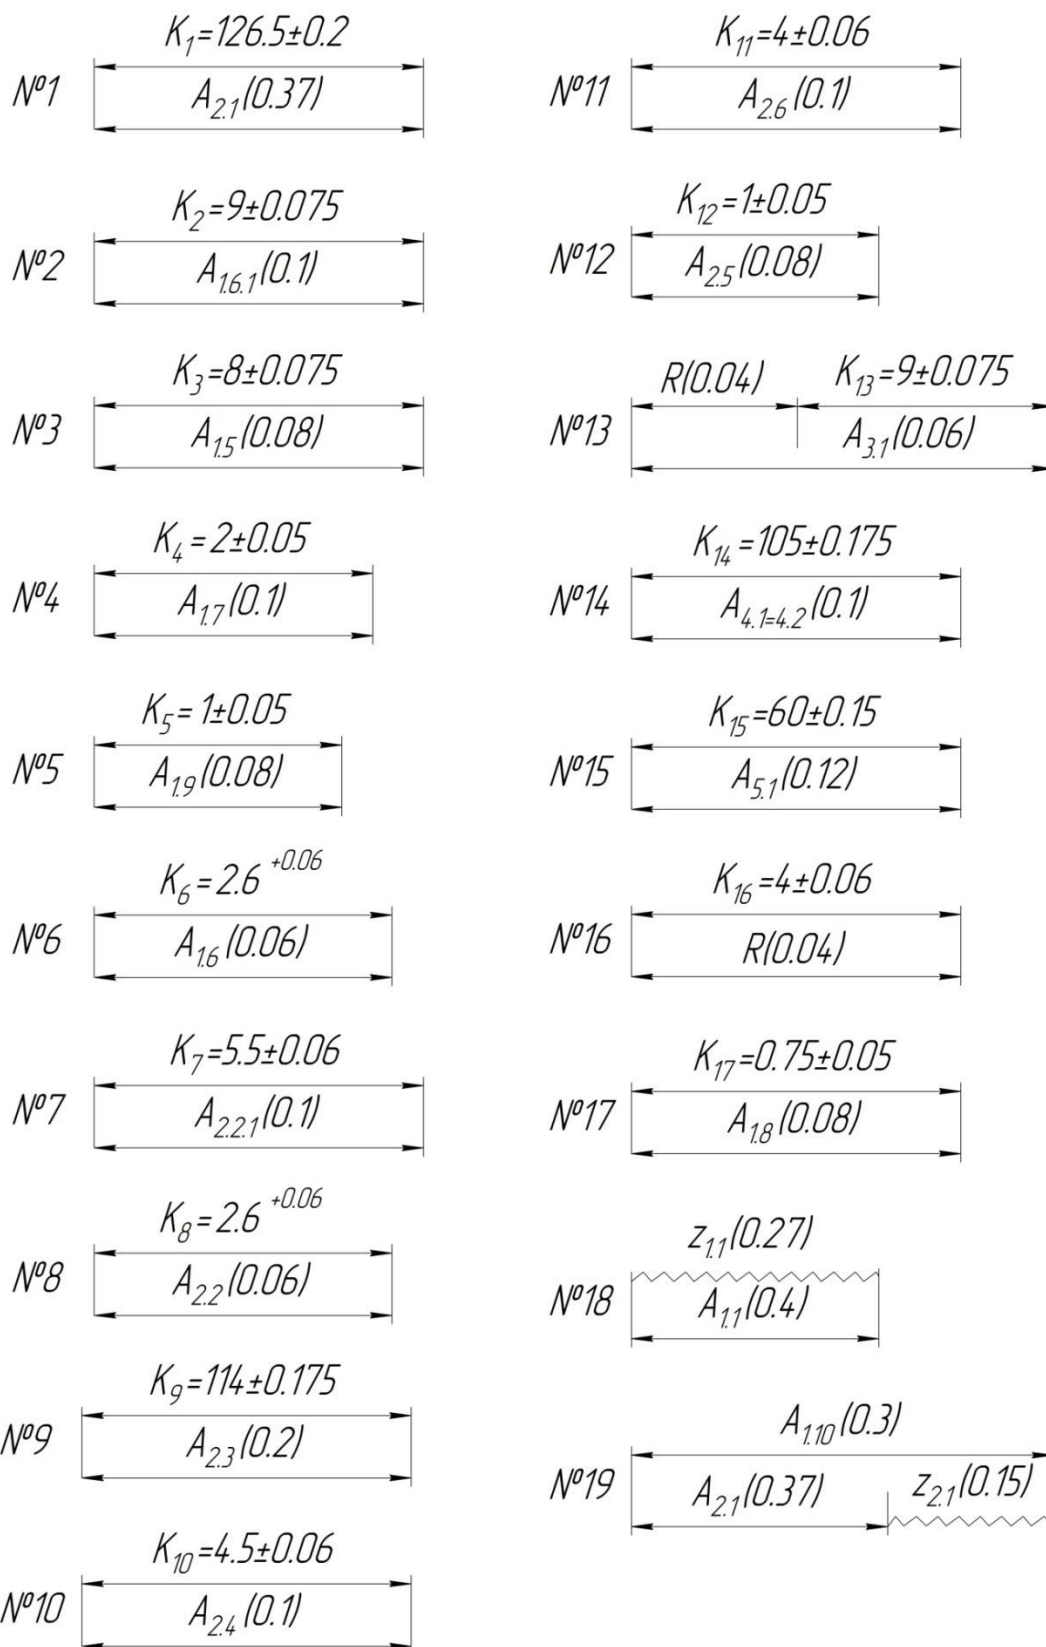 K₁=126.5±0.2
№1
A₂.₁(0.37)
K₂=9±0.075
№2
A₁.₆.₁(0.1)
K₃=8±0.075
№3
A₁.₅(0.08)
K₄=2±0.05
№4
A₁.₇(0.1)
K₅=1±0.05
№5
A₁.₉(0.08)
K₆=2.6 ⁺⁰·⁰⁶
№6
A₁.₆(0.06)
K₇=5.5±0.06
№7
A₂.₂.₁(0.1)
K₈=2.6 ⁺⁰·⁰⁶
№8
A₂.₂(0.06)
K₉=114±0.175
№9
A₂.₃(0.2)
K₁₀=4.5±0.06
№10
A₂.₄(0.1)
K₁₁=4±0.06
№11
A₂.₆(0.1)
K₁₂=1±0.05
№12
A₂.₅(0.08)
R(0.04) K₁₃=9±0.075
№13
A₃.₁(0.06)
K₁₄=105±0.175
№14
A₄.₁₌₄.₂(0.1)
K₁₅=60±0.15
№15
A₅.₁(0.12)
K₁₆=4±0.06
№16
R(0.04)
K₁₇=0.75±0.05
№17
A₁.₈(0.08)
z₁.₁(0.27)
№18
A₁.₁(0.4)
A₁.₁₀(0.3)
№19
A₂.₁(0.37) z₂.₁(0.15)